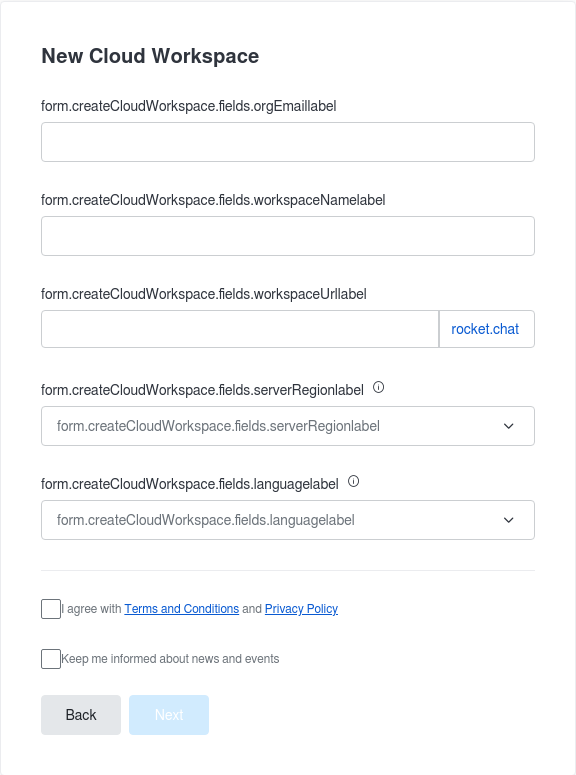 New Cloud Workspace
form.createCloudWorkspace.fields.orgEmaillabel
form.createCloudWorkspace.fields.workspaceNamelabel
form.createCloudWorkspace.fields.workspaceUrllabel
rocket.chat
form.createCloudWorkspace.fields.serverRegionlabel
form.createCloudWorkspace.fields.serverRegionlabel
form.createCloudWorkspace.fields.languagelabel
form.createCloudWorkspace.fields.languagelabel
I agree with Terms and Conditions and Privacy Policy
Keep me informed about news and events
Back Next